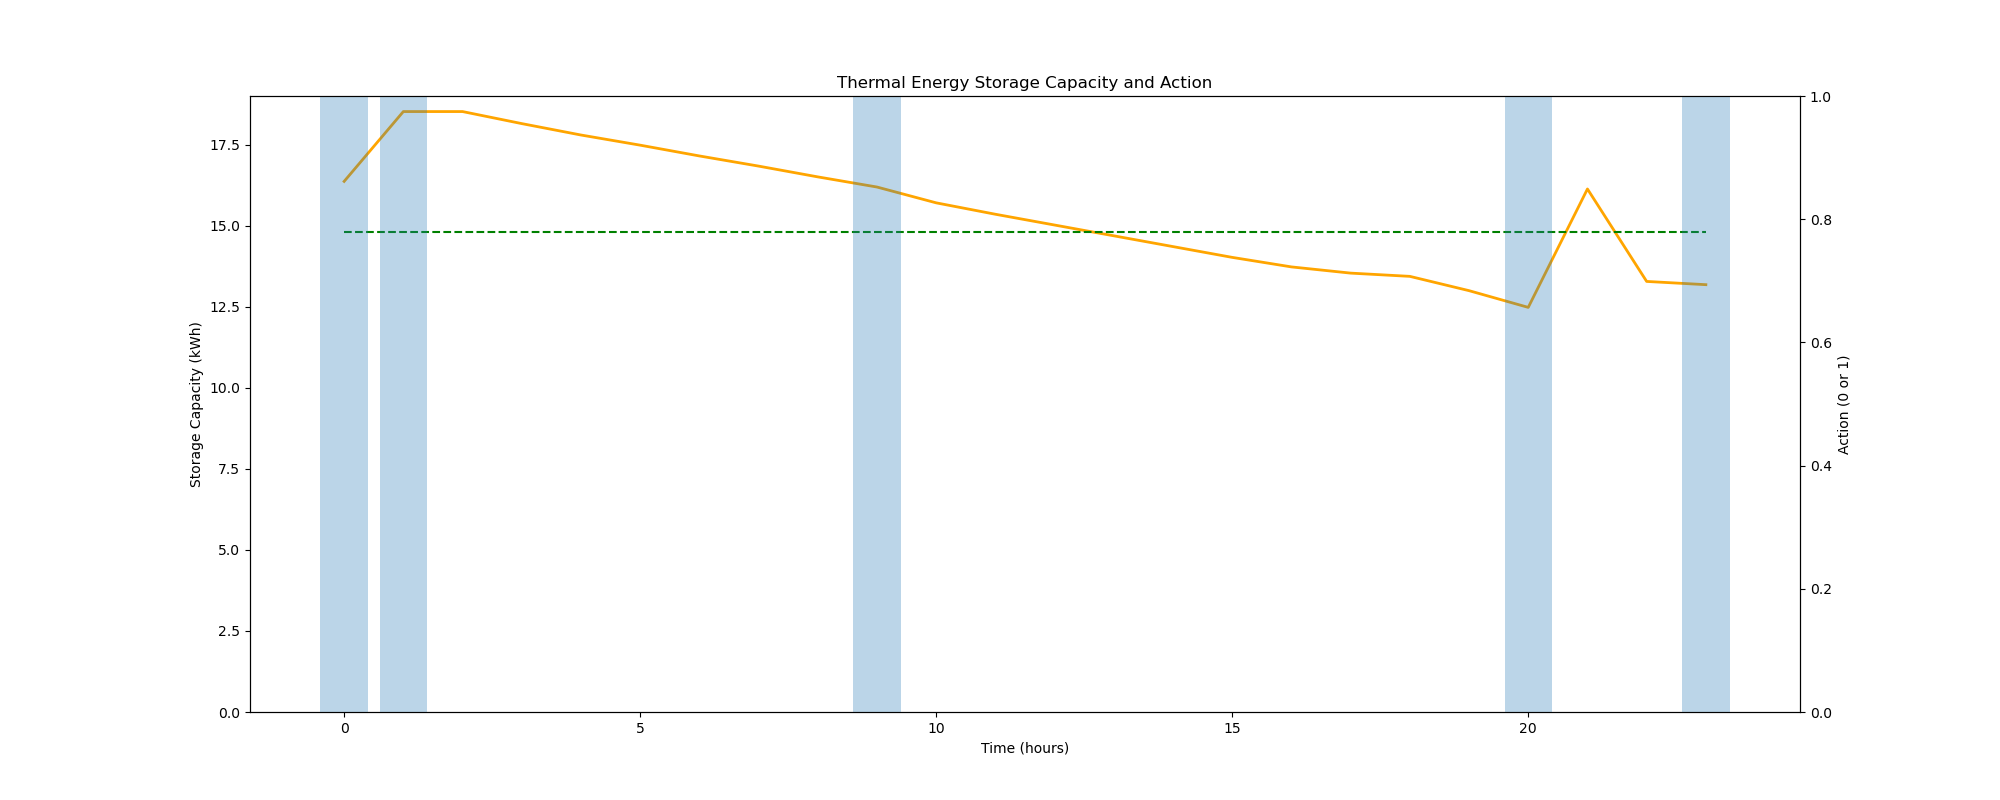 Thermal Energy Storage Capacity and Action
Storage Capacity (kWh)
17.5
15.0
12.5
10.0
7.5
5.0
2.5
0.0
0 5 10 15 20
Time (hours)
1.0
0.8
0.6
0.4
0.2
0.0
Action (0 or 1)